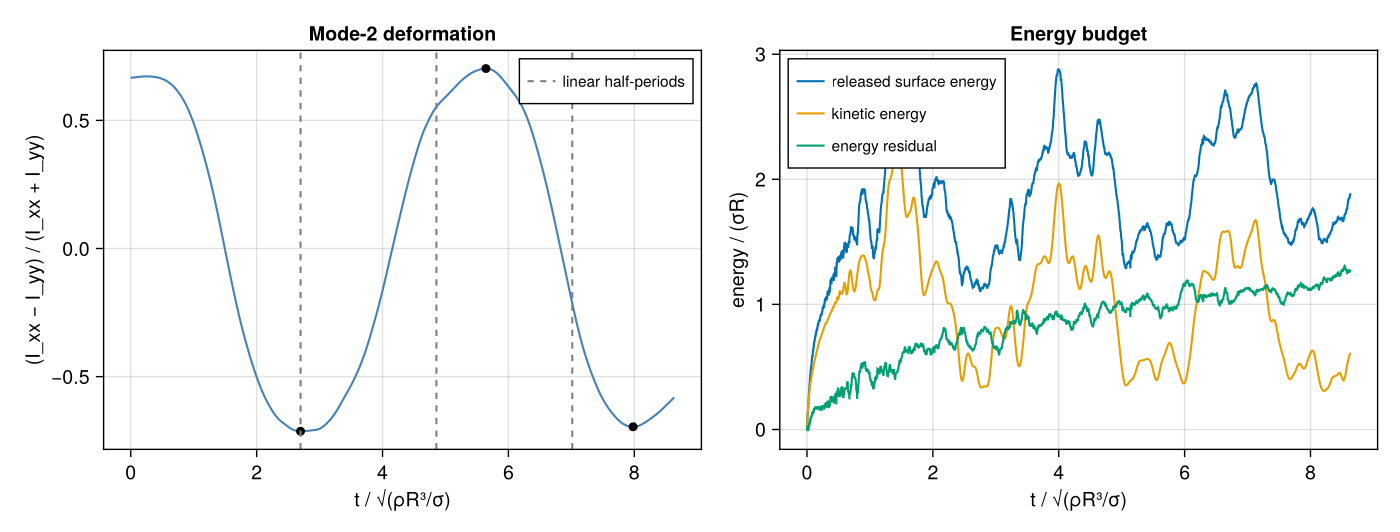 Mode-2 deformation
(I_xx − I_yy) / (I_xx + I_yy)
0.5
0.0
−0.5
linear half-periods
0 2 4 6 8
t / √(ρR³/σ)
Energy budget
energy / (σR)
3
2
1
0
released surface energy
kinetic energy
energy residual
0 2 4 6 8
t / √(ρR³/σ)